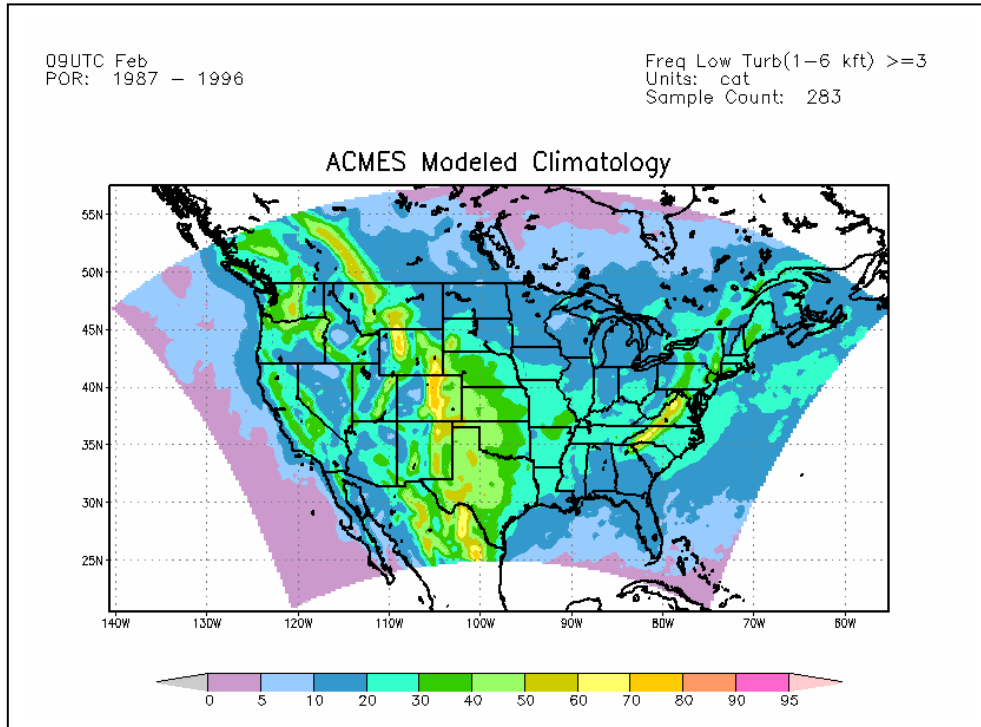 09UTC Feb
POR: 1987 - 1996
Freq Low Turb(1-6 kft) >=3
Units: cat
Sample Count: 283
ACMES Modeled Climatology
55N
50N
45N
40N
35N
30N
25N
140W 130W 120W 110W 100W 90W 80W 70W 60W
0 5 10 20 30 40 50 60 70 80 90 95